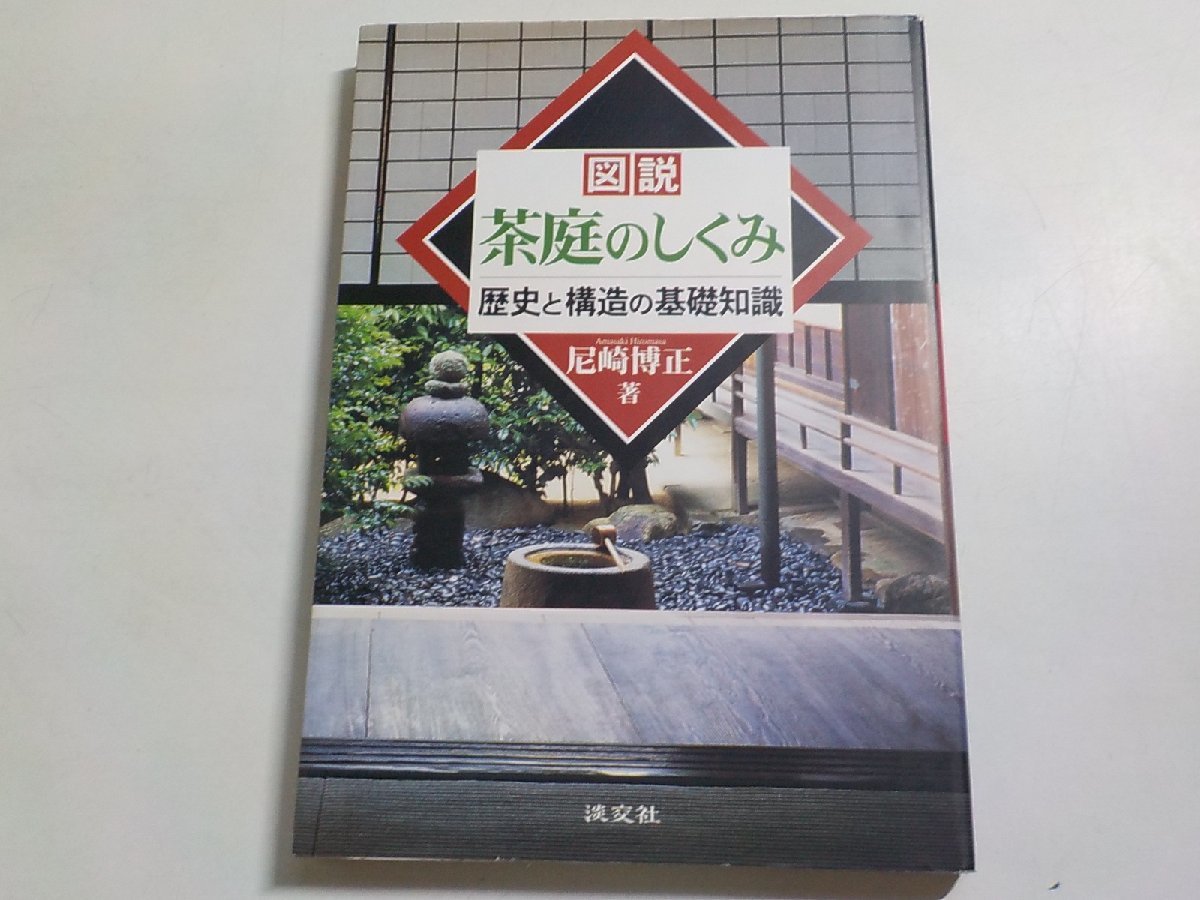 図説
茶庭のしくみ
歴史と構造の基礎知識
Amasaki Hiromasa
尼崎博正
著
淡交社